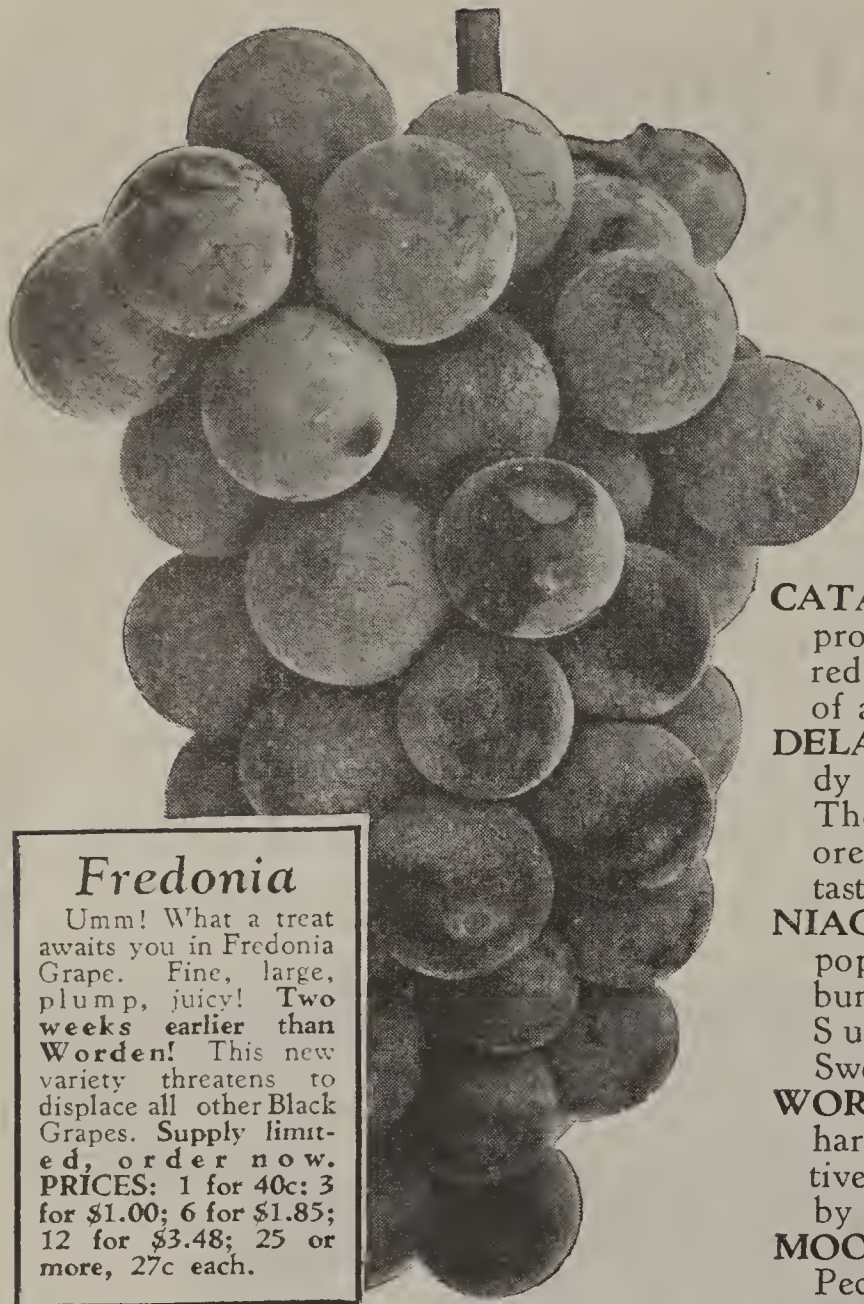 Fredonia
Umm! What a treat
awaits you in Fredonia
Grape. Fine, large,
plump, juicy! Two
weeks earlier than
Worden! This new
variety threatens to
displace all other Black
Grapes. Supply limit-
ed, order now.
PRICES: 1 for 40c: 3
for $1.00; 6 for $1.85;
12 for $3.48; 25 or
more, 27c each.
CATA
pro
red
of a
DELA
dy
The
ore
tast
NIAG
pop
bun
Su
Swe
WOR
har
tive
by
MOO
Pec